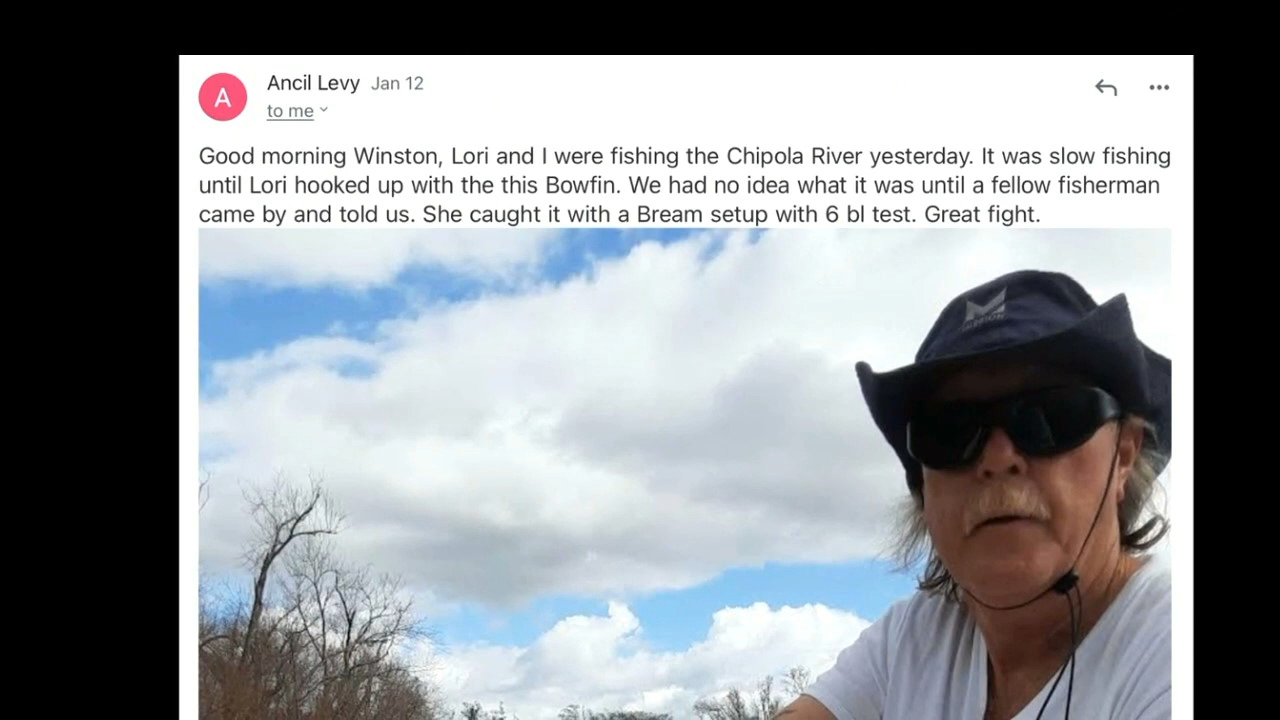 A
Ancil Levy Jan 12
to me
Good morning Winston, Lori and I were fishing the Chipola River yesterday. It was slow fishing
until Lori hooked up with the this Bowfin. We had no idea what it was until a fellow fisherman
came by and told us. She caught it with a Bream setup with 6 bl test. Great fight.
M